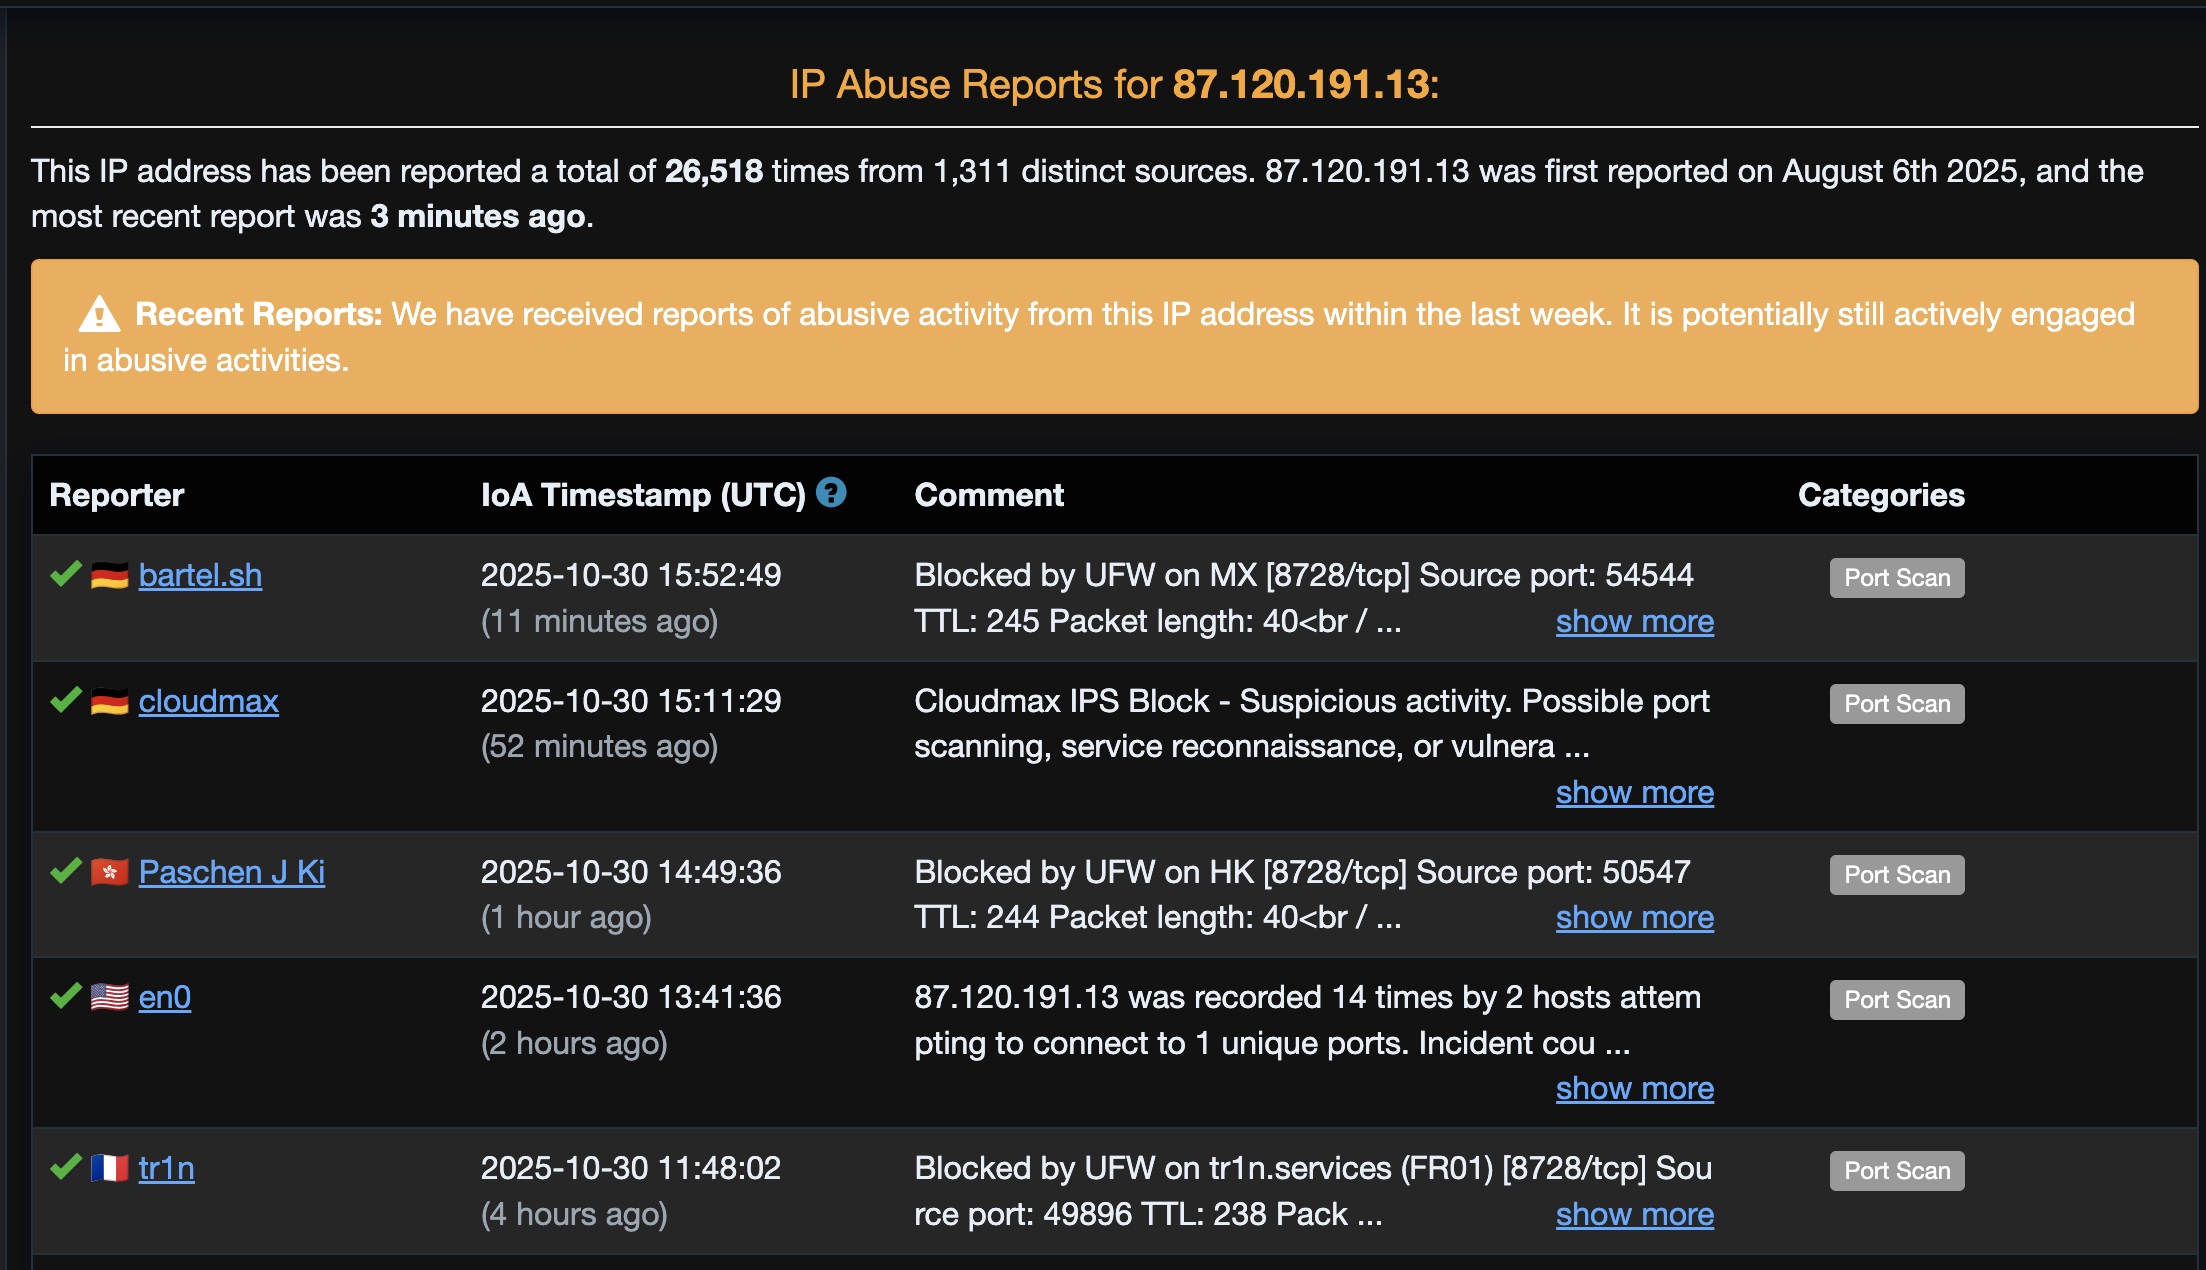 IP Abuse Reports for 87.120.191.13:
This IP address has been reported a total of 26,518 times from 1,311 distinct sources. 87.120.191.13 was first reported on August 6th 2025, and the
most recent report was 3 minutes ago.
Recent Reports: We have received reports of abusive activity from this IP address within the last week. It is potentially still actively engaged
in abusive activities.
Reporter IoA Timestamp (UTC) ? Comment Categories
bartel.sh 2025-10-30 15:52:49 Blocked by UFW on MX [8728/tcp] Source port: 54544 Port Scan
(11 minutes ago) TTL: 245 Packet length: 40<br / ... show more
cloudmax 2025-10-30 15:11:29 Cloudmax IPS Block - Suspicious activity. Possible port Port Scan
(52 minutes ago) scanning, service reconnaissance, or vulnera ...
show more
Paschen J Ki 2025-10-30 14:49:36 Blocked by UFW on HK [8728/tcp] Source port: 50547 Port Scan
(1 hour ago) TTL: 244 Packet length: 40<br / ... show more
en0 2025-10-30 13:41:36 87.120.191.13 was recorded 14 times by 2 hosts attem Port Scan
(2 hours ago) pting to connect to 1 unique ports. Incident cou ...
show more
tr1n 2025-10-30 11:48:02 Blocked by UFW on tr1n.services (FR01) [8728/tcp] Sou Port Scan
(4 hours ago) rce port: 49896 TTL: 238 Pack ... show more